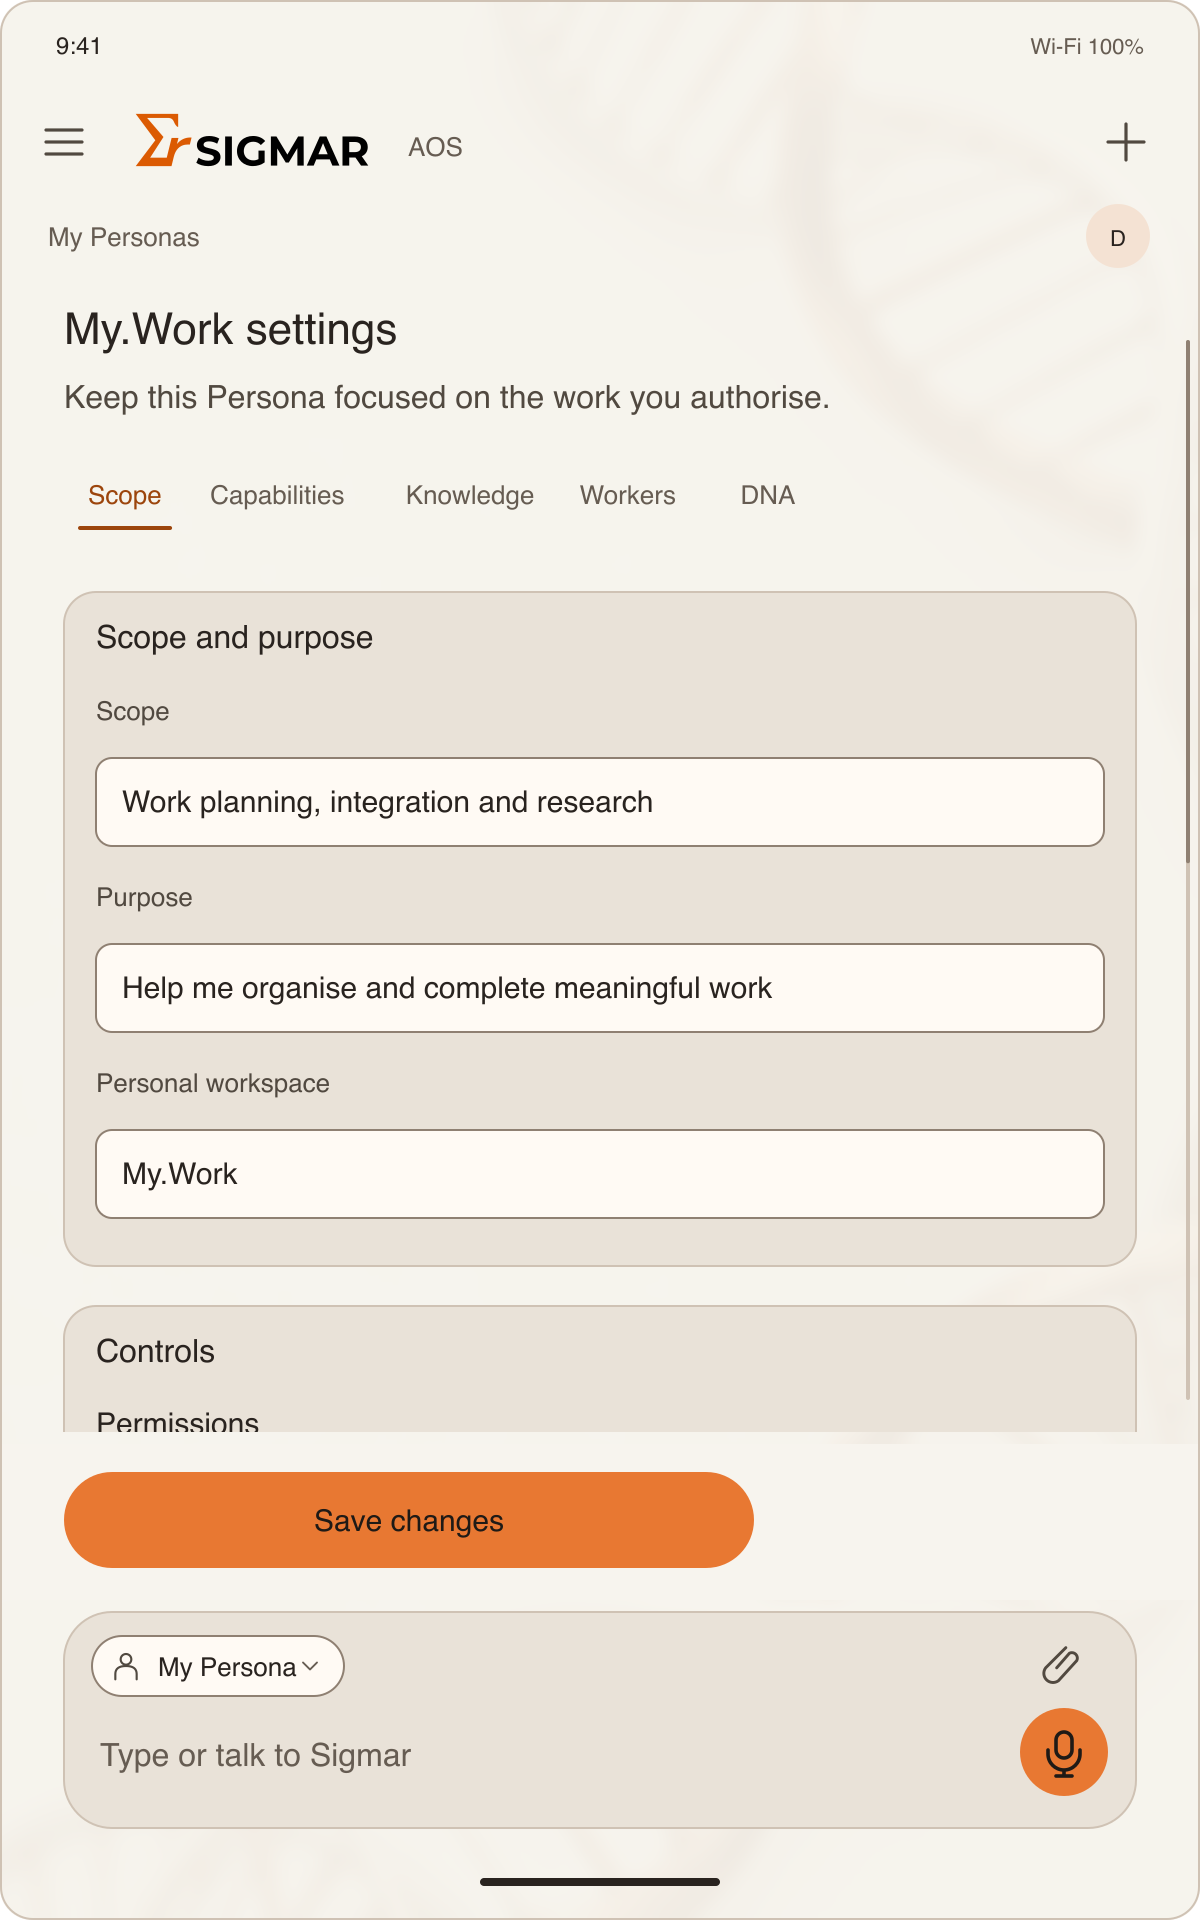 9:41
Wi-Fi 100%
Σr SIGMAR AOS
My Personas
D
My.Work settings
Keep this Persona focused on the work you authorise.
Scope Capabilities Knowledge Workers DNA
Scope and purpose
Scope
Work planning, integration and research
Purpose
Help me organise and complete meaningful work
Personal workspace
My.Work
Controls
Permissions
Save changes
My Persona
Type or talk to Sigmar